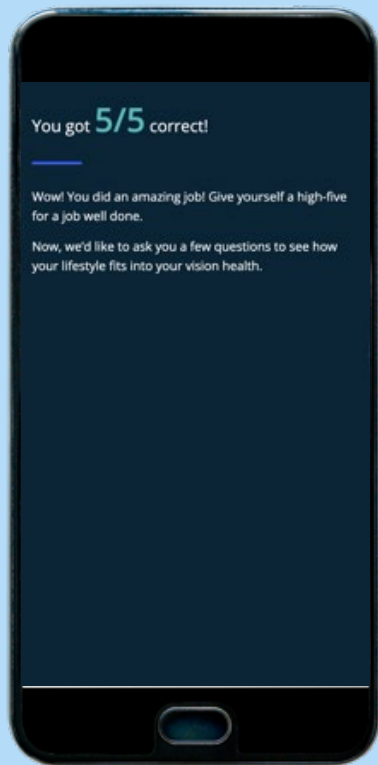 You got 5/5 correct!
Wow! You did an amazing job! Give yourself a high-five
for a job well done.
Now, we'd like to ask you a few questions to see how
your lifestyle fits into your vision health.